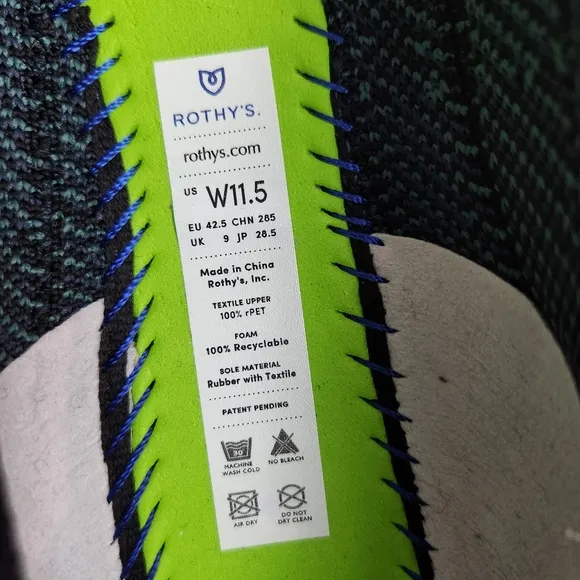 ROTHY'S.
rothys.com
US W11.5
EU 42.5 CHN 285
UK 9 JP 28.5
Made in China
Rothy's, Inc.
TEXTILE UPPER
100% rPET
FOAM
100% Recyclable
SOLE MATERIAL
Rubber with Textile
PATENT PENDING
30°
MACHINE WASH COLD
NO BLEACH
AIR DRY
DO NOT DRY CLEAN